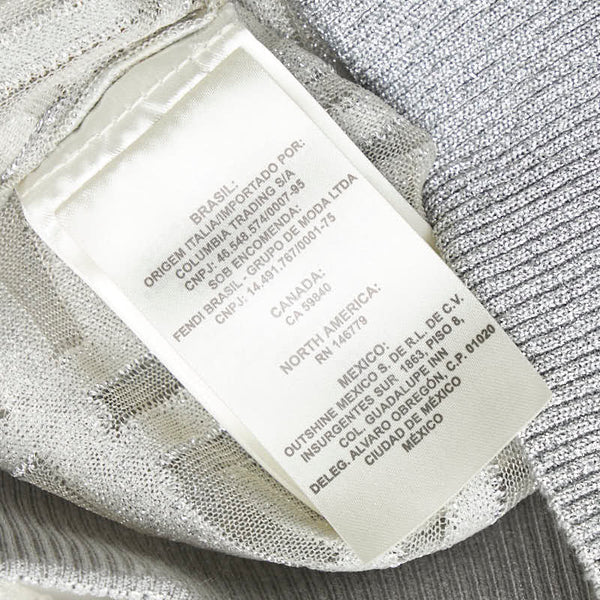 BRASIL:
ORIGEM ITALIA/IMPORTADO POR:
COLUMBIA TRADING S/A
CNPJ: 46.548.574/0007-95
SOB ENCOMENDA:
FENDI BRASIL - GRUPO DE MODA LTDA
CNPJ: 14.491.767/0001-75
CANADA:
CA 59840
NORTH AMERICA:
RN 146779
MEXICO:
OUTSHINE MEXICO S. DE R.L. DE C.V.
INSURGENTES SUR 1863, PISO 8,
COL. GUADALUPE INN
DELEG. ALVARO OBREGÓN, C.P. 01020
CIUDAD DE MÉXICO
MÉXICO